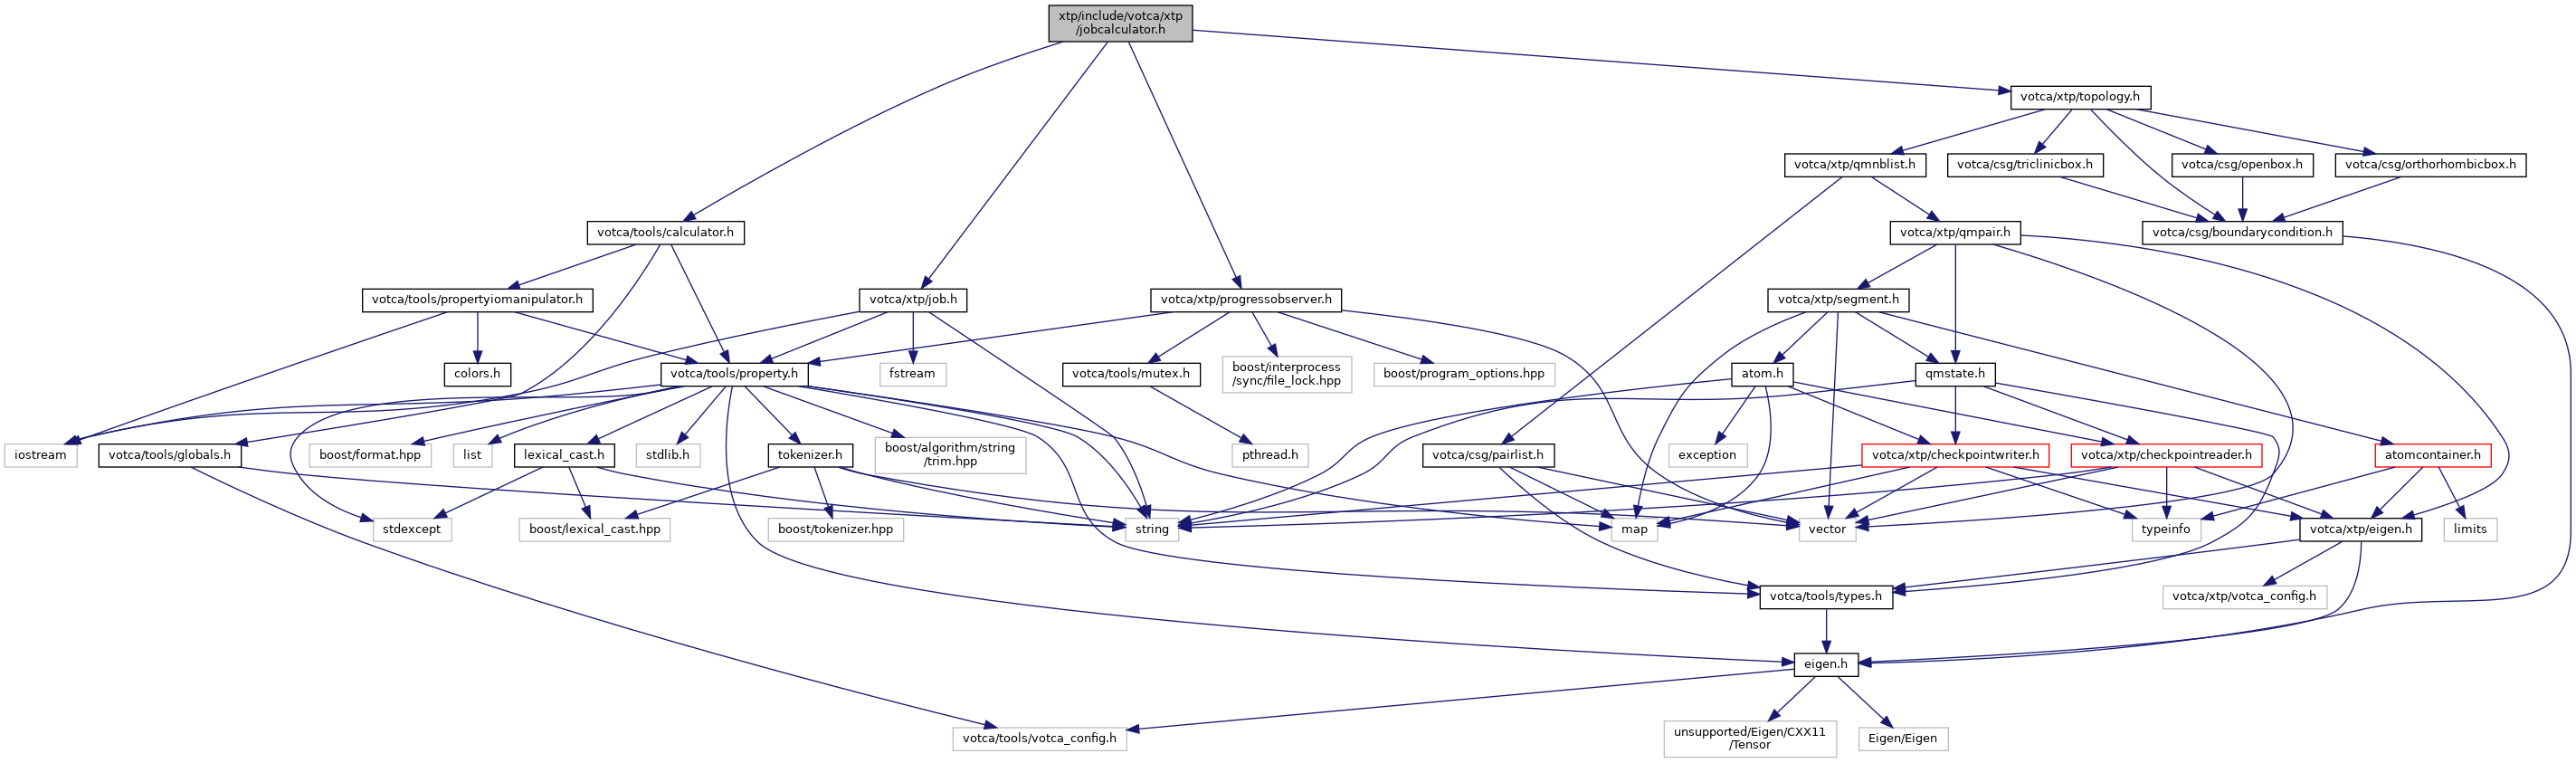 xtp/include/votca/xtp
/jobcalculator.h
votca/xtp/topology.h
votca/xtp/qmnblist.h
votca/csg/triclinicbox.h
votca/csg/openbox.h
votca/csg/orthorhombicbox.h
votca/tools/calculator.h
votca/xtp/qmpair.h
votca/csg/boundarycondition.h
votca/tools/propertyiomanipulator.h
votca/xtp/job.h
votca/xtp/progressobserver.h
votca/xtp/segment.h
colors.h
votca/tools/property.h
fstream
votca/tools/mutex.h
boost/interprocess
/sync/file_lock.hpp
boost/program_options.hpp
atom.h
qmstate.h
iostream
votca/tools/globals.h
boost/format.hpp
list
lexical_cast.h
stdlib.h
tokenizer.h
boost/algorithm/string
/trim.hpp
pthread.h
votca/csg/pairlist.h
exception
votca/xtp/checkpointwriter.h
votca/xtp/checkpointreader.h
atomcontainer.h
stdexcept
boost/lexical_cast.hpp
boost/tokenizer.hpp
string
map
vector
typeinfo
votca/xtp/eigen.h
limits
votca/tools/types.h
votca/xtp/votca_config.h
eigen.h
votca/tools/votca_config.h
unsupported/Eigen/CXX11
/Tensor
Eigen/Eigen